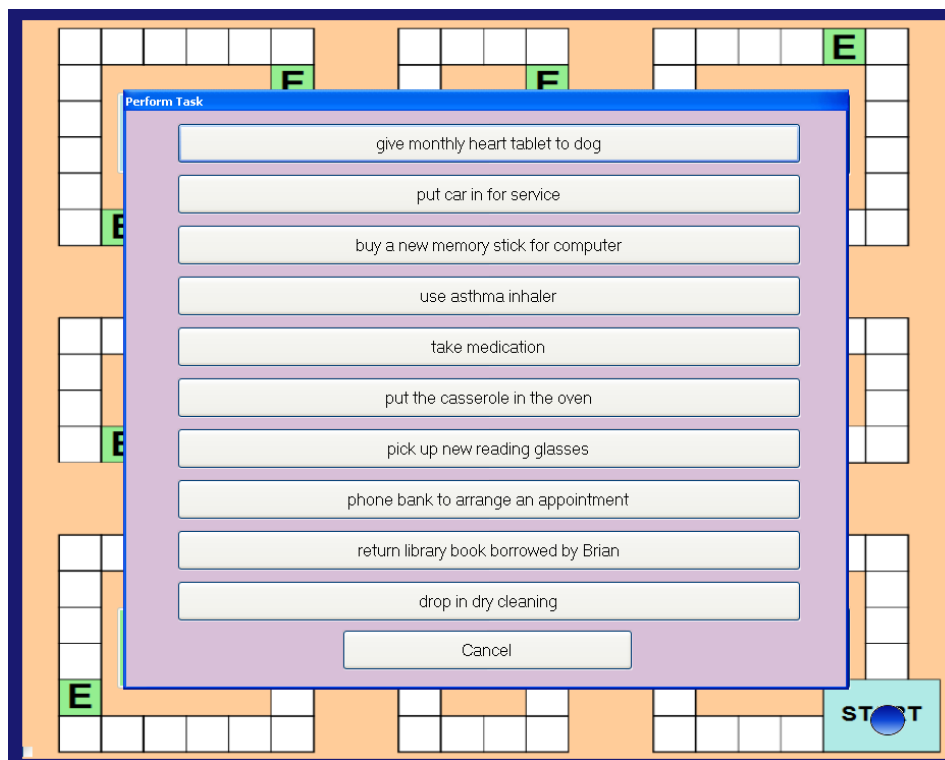 E
E
E
Perform Task
give monthly heart tablet to dog
put car in for service
buy a new memory stick for computer
use asthma inhaler
take medication
put the casserole in the oven
pick up new reading glasses
phone bank to arrange an appointment
return library book borrowed by Brian
drop in dry cleaning
Cancel
E